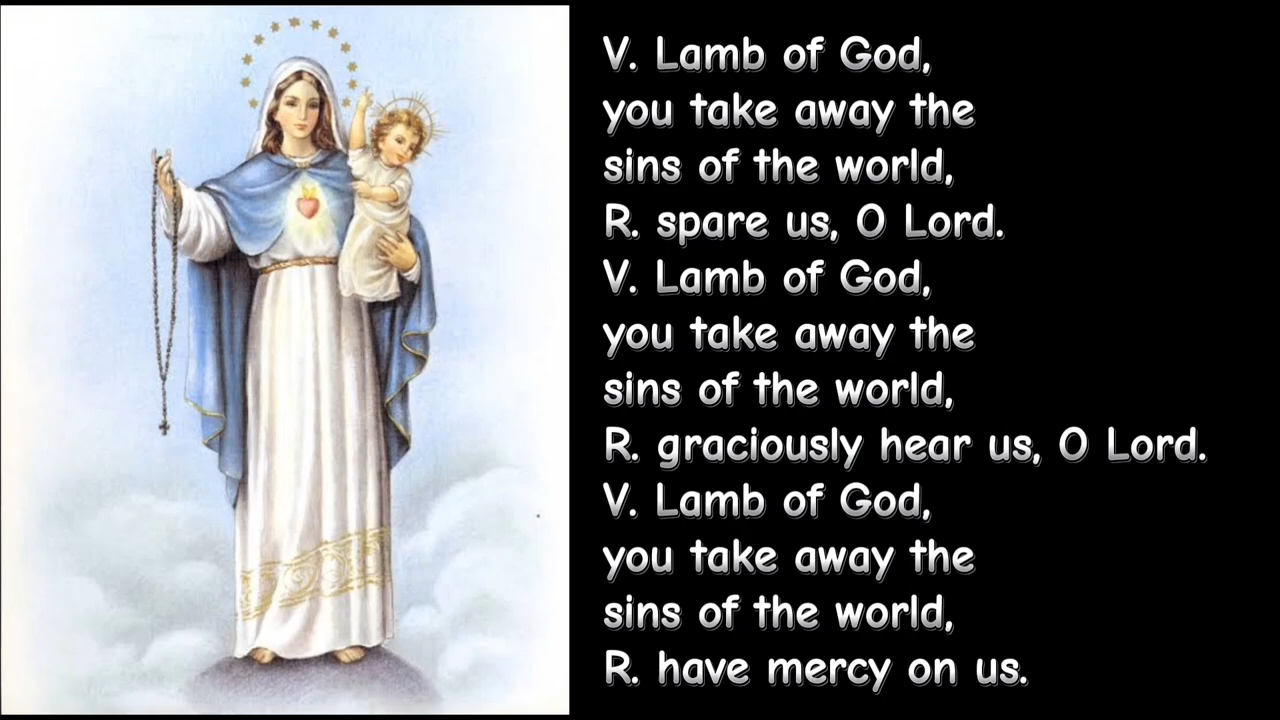 V. Lamb of God,
you take away the
sins of the world,
R. spare us, O Lord.
V. Lamb of God,
you take away the
sins of the world,
R. graciously hear us, O Lord.
V. Lamb of God,
you take away the
sins of the world,
R. have mercy on us.